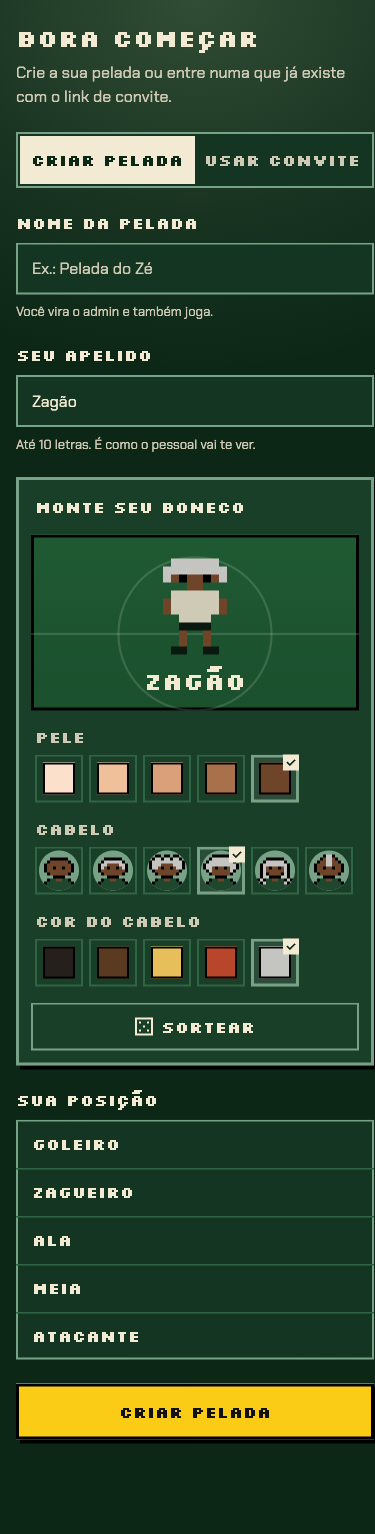 BORA COMEÇAR
Crie a sua pelada ou entre numa que já existe
com o link de convite.
CRIAR PELADA USAR CONVITE
NOME DA PELADA
Ex.: Pelada do Zé
Você vira o admin e também joga.
SEU APELIDO
Zagão
Até 10 letras. É como o pessoal vai te ver.
MONTE SEU BONECO
ZAGÃO
PELE
CABELO
COR DO CABELO
SORTEAR
SUA POSIÇÃO
GOLEIRO
ZAGUEIRO
ALA
MEIA
ATACANTE
CRIAR PELADA